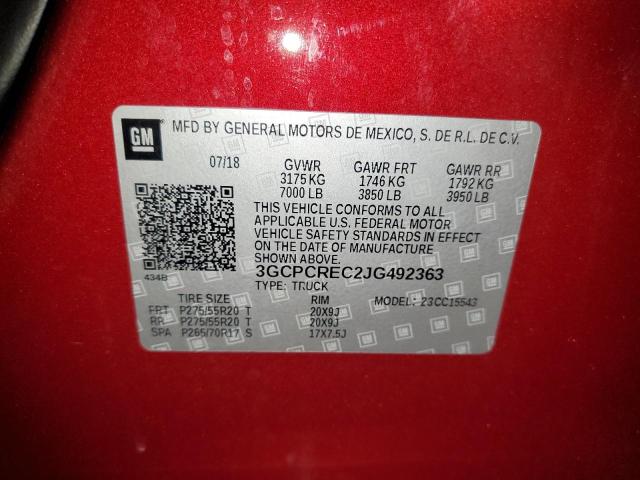 GM
MFD BY GENERAL MOTORS DE MEXICO, S. DE R.L. DE C.V.
07/18 GVWR GAWR FRT GAWR RR
3175 KG 1746 KG 1792 KG
7000 LB 3850 LB 3950 LB
THIS VEHICLE CONFORMS TO ALL
APPLICABLE U.S. FEDERAL MOTOR
VEHICLE SAFETY STANDARDS IN EFFECT
ON THE DATE OF MANUFACTURE
SHOWN ABOVE.
434B
3GCPCREC2JG492363
TYPE: TRUCK MODEL: 23CC15543
TIRE SIZE RIM
FRT P275/55R20 T 20X9J
RR P275/55R20 T 20X9J
SPA P265/70R17 S 17X7.5J